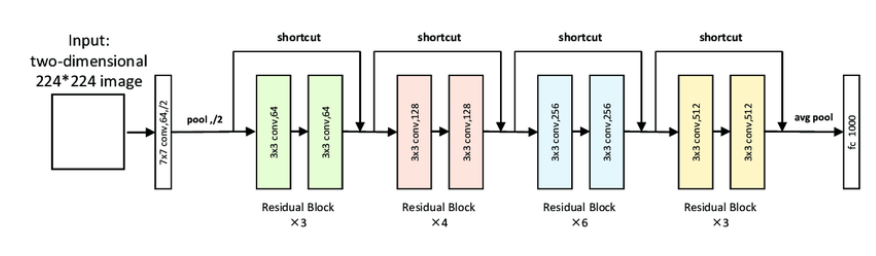 Input:
two-dimensional
224*224 image
7x7 conv,64,/2
pool ,/2
shortcut
3x3 conv,64
3x3 conv,64
Residual Block
×3
shortcut
3x3 conv,128
3x3 conv,128
Residual Block
×4
shortcut
3x3 conv,256
3x3 conv,256
Residual Block
×6
shortcut
3x3 conv,512
3x3 conv,512
Residual Block
×3
avg pool
fc 1000